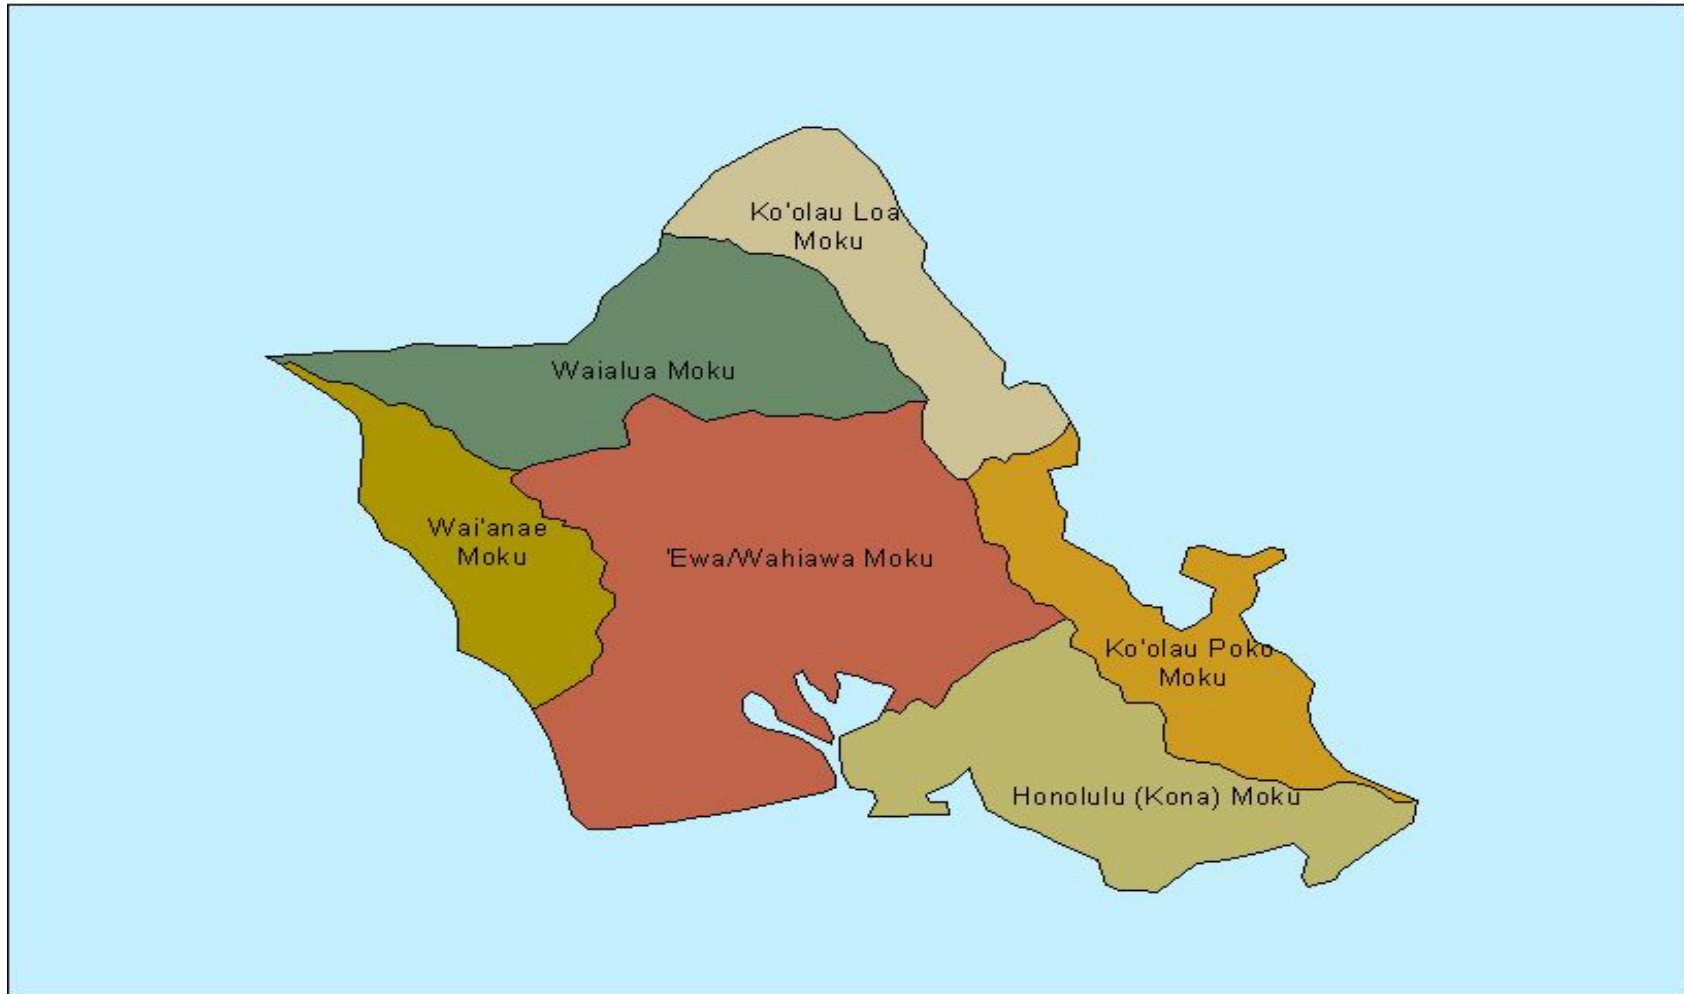 Ko'olau Loa
Moku
Waialua Moku
Wai'anae
Moku
'Ewa/Wahiawa Moku
Ko'olau Poko
Moku
Honolulu (Kona) Moku